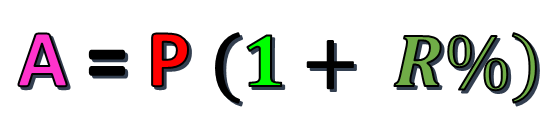 A = P (1 + R%)